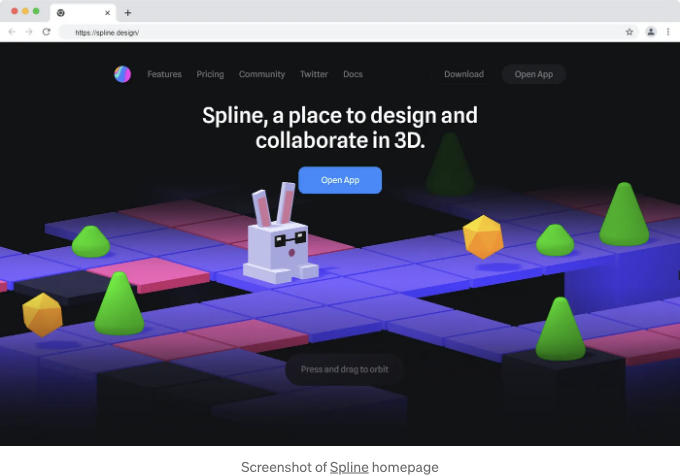 https://spline.design/
Features Pricing Community Twitter Docs Download Open App
Spline, a place to design and
collaborate in 3D.
Open App
Press and drag to orbit
Screenshot of Spline homepage